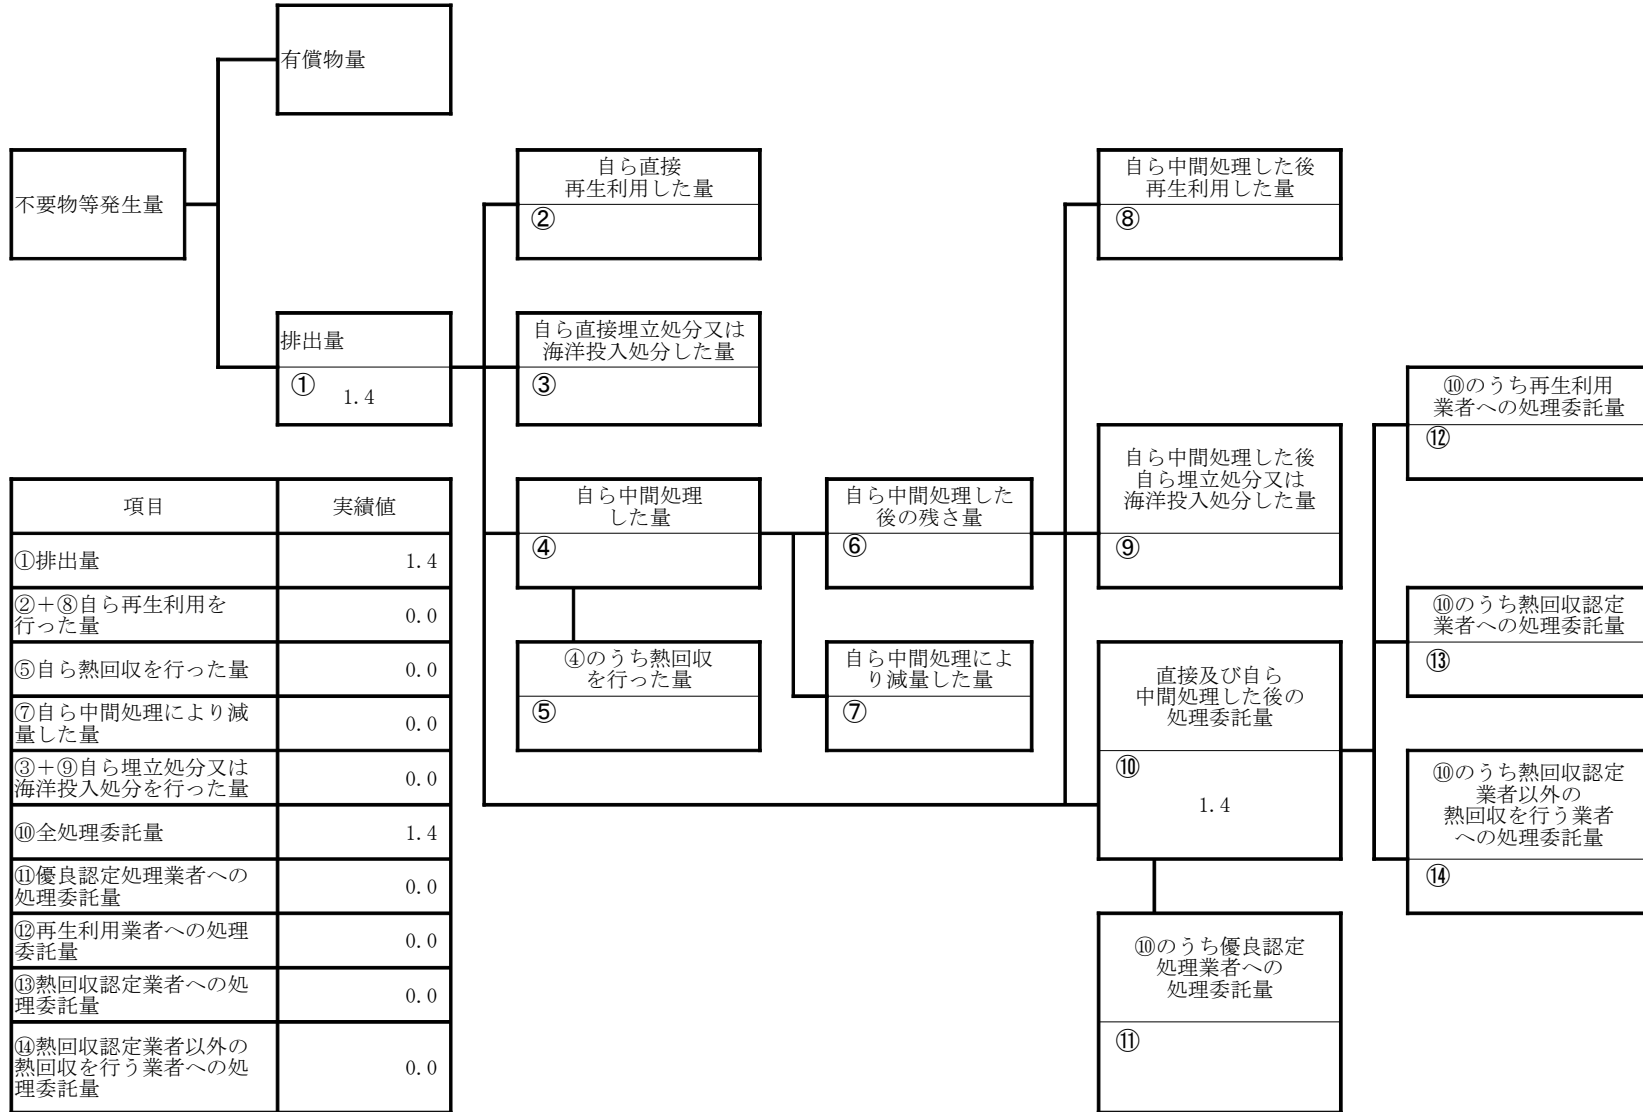 有償物量
不要物等発生量
自ら直接
再生利用した量
②
自ら中間処理した後
再生利用した量
⑧
排出量
①
1.4
自ら直接埋立処分又は
海洋投入処分した量
③
⑩のうち再生利用
業者への処理委託量
⑫
自ら中間処理
した量
④
自ら中間処理した
後の残さ量
⑥
自ら中間処理した後
自ら埋立処分又は
海洋投入処分した量
⑨
⑩のうち熱回収認定
業者への処理委託量
⑬
④のうち熱回収
を行った量
⑤
自ら中間処理によ
り減量した量
⑦
直接及び自ら
中間処理した後の
処理委託量
⑩
1.4
⑩のうち熱回収認定
業者以外の
熱回収を行う業者
への処理委託量
⑭
⑩のうち優良認定
処理業者への
処理委託量
⑪
項目 実績値
①排出量 1.4
②+⑧自ら再生利用を
行った量 0.0
⑤自ら熱回収を行った量 0.0
⑦自ら中間処理により減
量した量 0.0
③+⑨自ら埋立処分又は
海洋投入処分を行った量 0.0
⑩全処理委託量 1.4
⑪優良認定処理業者への
処理委託量 0.0
⑫再生利用業者への処理
委託量 0.0
⑬熱回収認定業者への処
理委託量 0.0
⑭熱回収認定業者以外の
熱回収を行う業者への処
理委託量 0.0